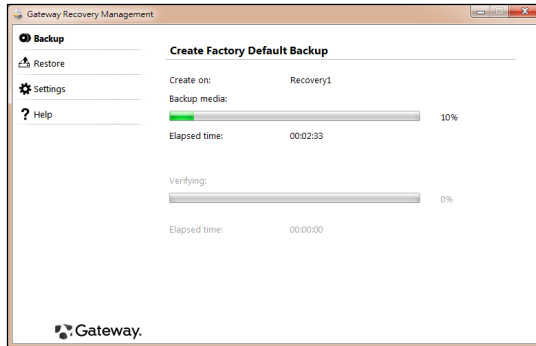 Gateway Recovery Management
Backup
Restore
Settings
Help
Create Factory Default Backup
Create on: Recovery1
Backup media:
10%
Elapsed time: 00:02:33
Verifying:
0%
Elapsed time: 00:00:00
Gateway.